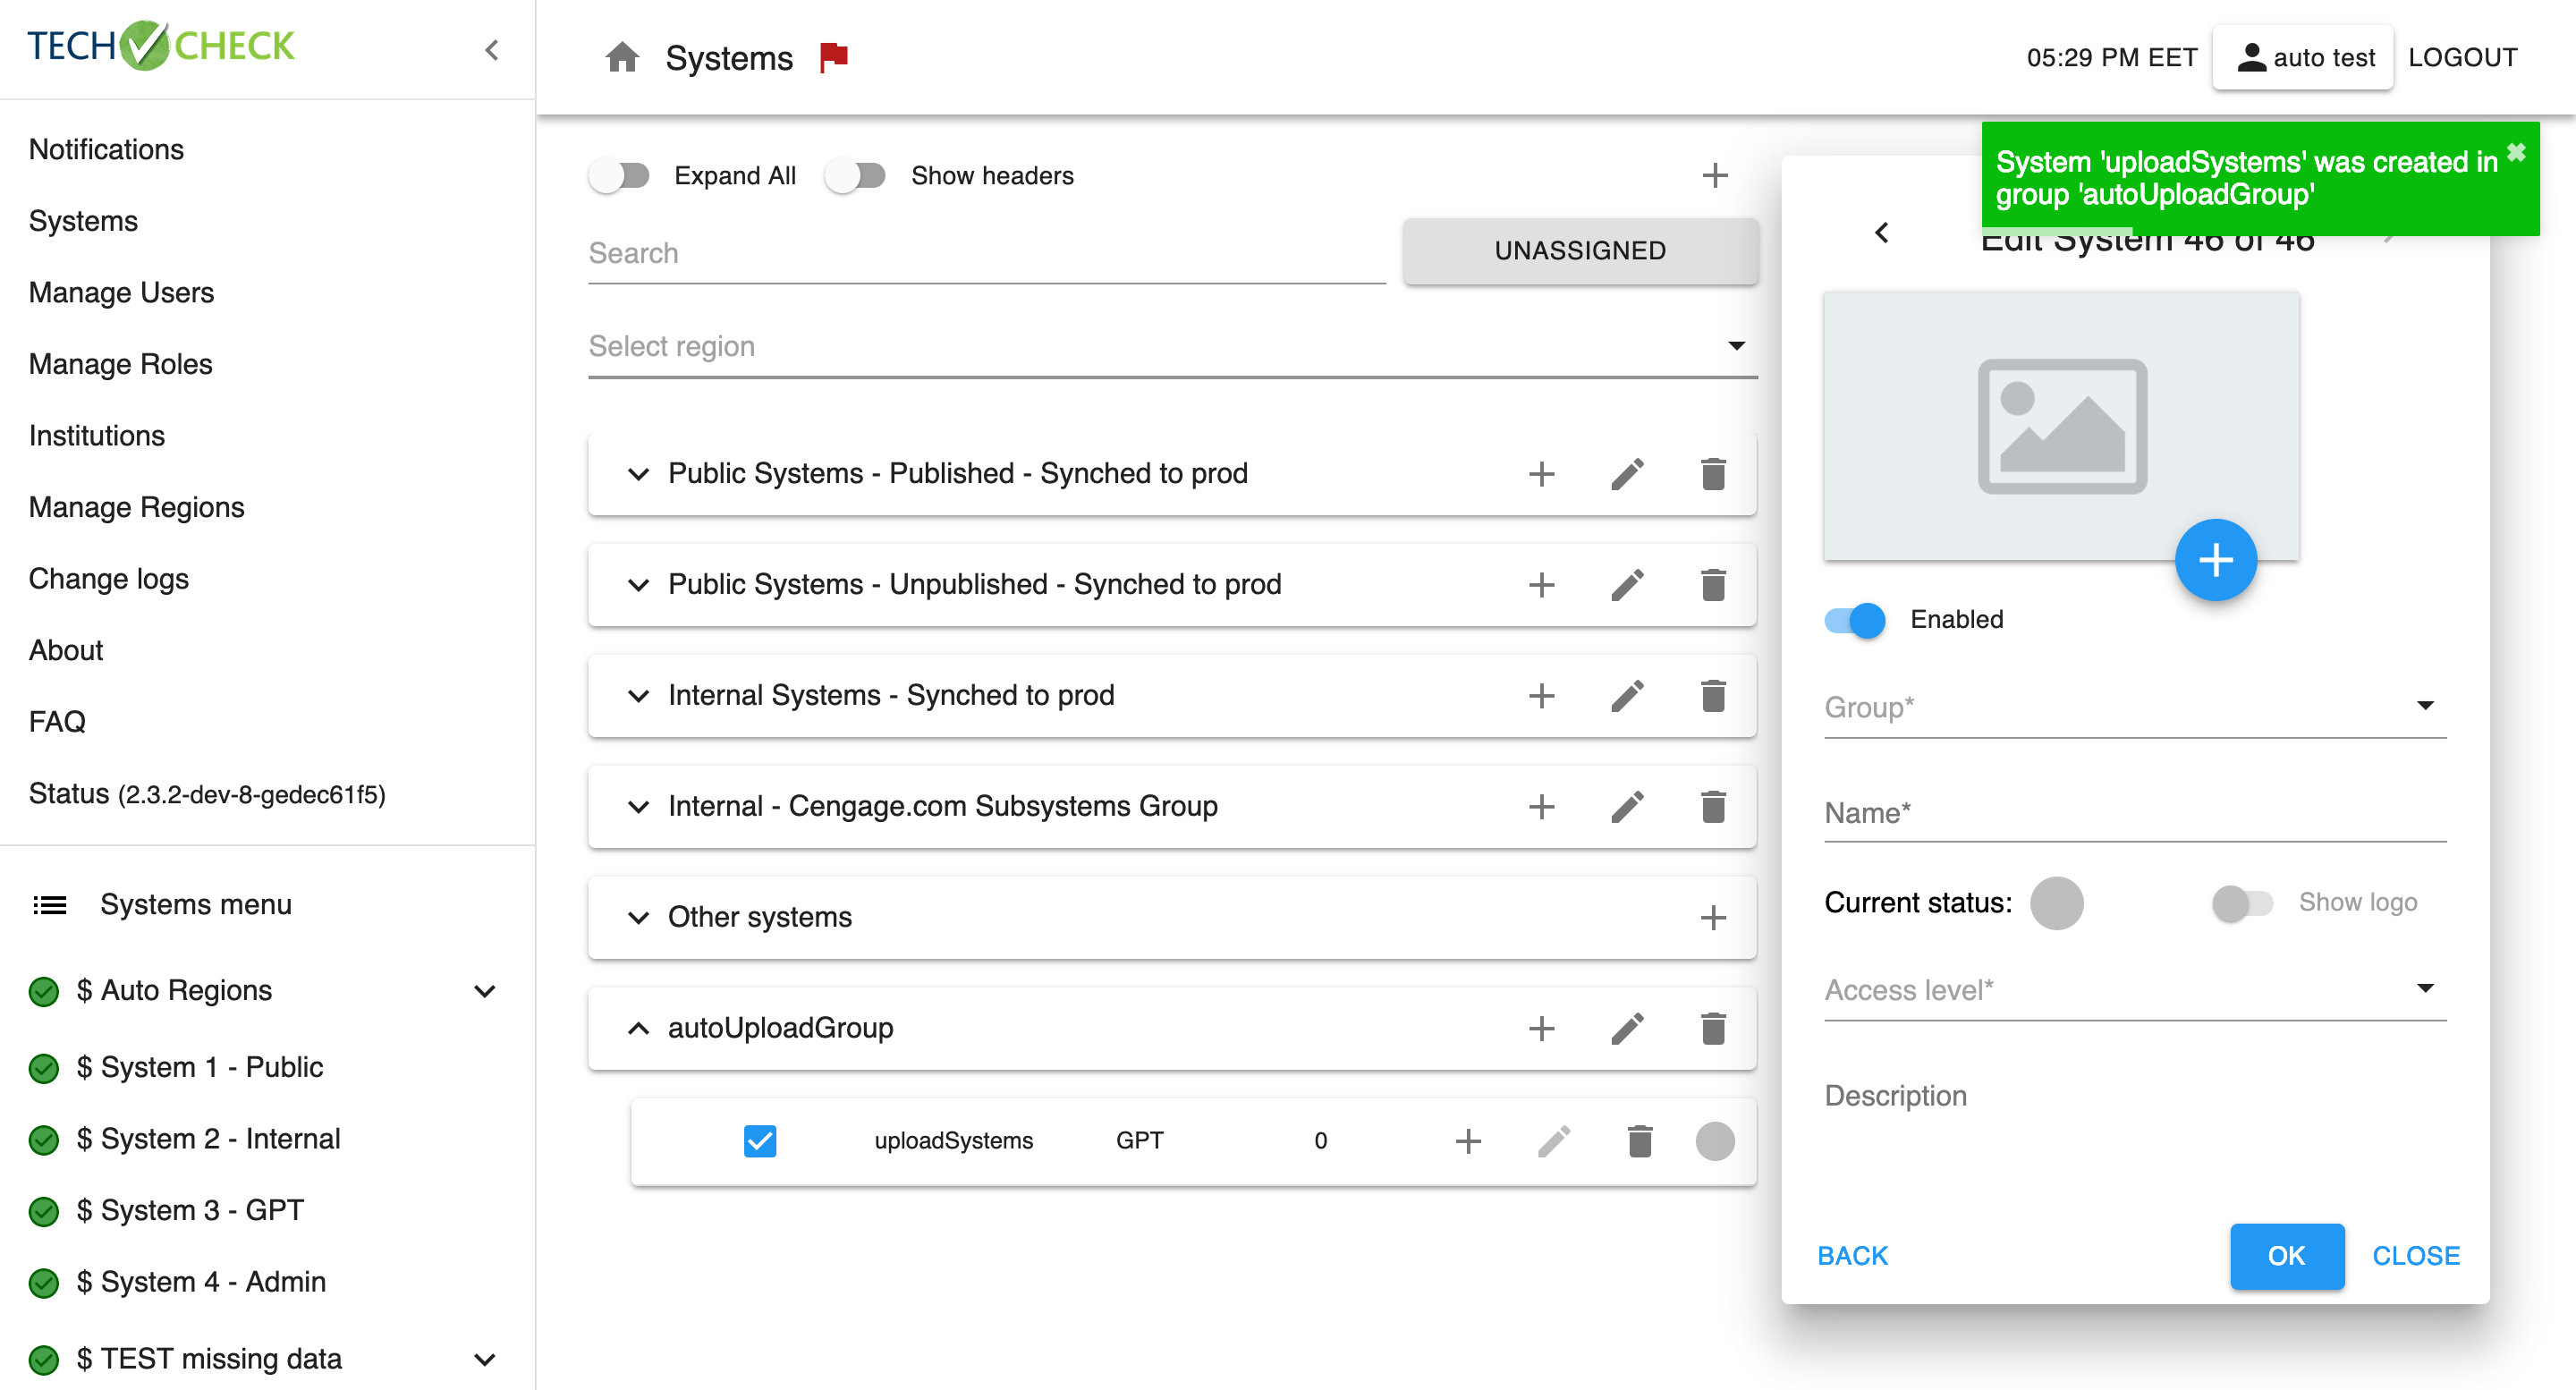 TECH CHECK
Notifications
Systems
Manage Users
Manage Roles
Institutions
Manage Regions
Change logs
About
FAQ
Status (2.3.2-dev-8-gedec61f5)
Systems menu
$ Auto Regions
$ System 1 - Public
$ System 2 - Internal
$ System 3 - GPT
$ System 4 - Admin
$ TEST missing data
Systems
05:29 PM EET
auto test
LOGOUT
Expand All
Show headers
Search
UNASSIGNED
Select region
Public Systems - Published - Synched to prod
Public Systems - Unpublished - Synched to prod
Internal Systems - Synched to prod
Internal - Cengage.com Subsystems Group
Other systems
autoUploadGroup
uploadSystems GPT 0
System 'uploadSystems' was created in
group 'autoUploadGroup'
Edit System 46 of 46
Enabled
Group*
Name*
Current status:
Show logo
Access level*
Description
BACK
OK
CLOSE